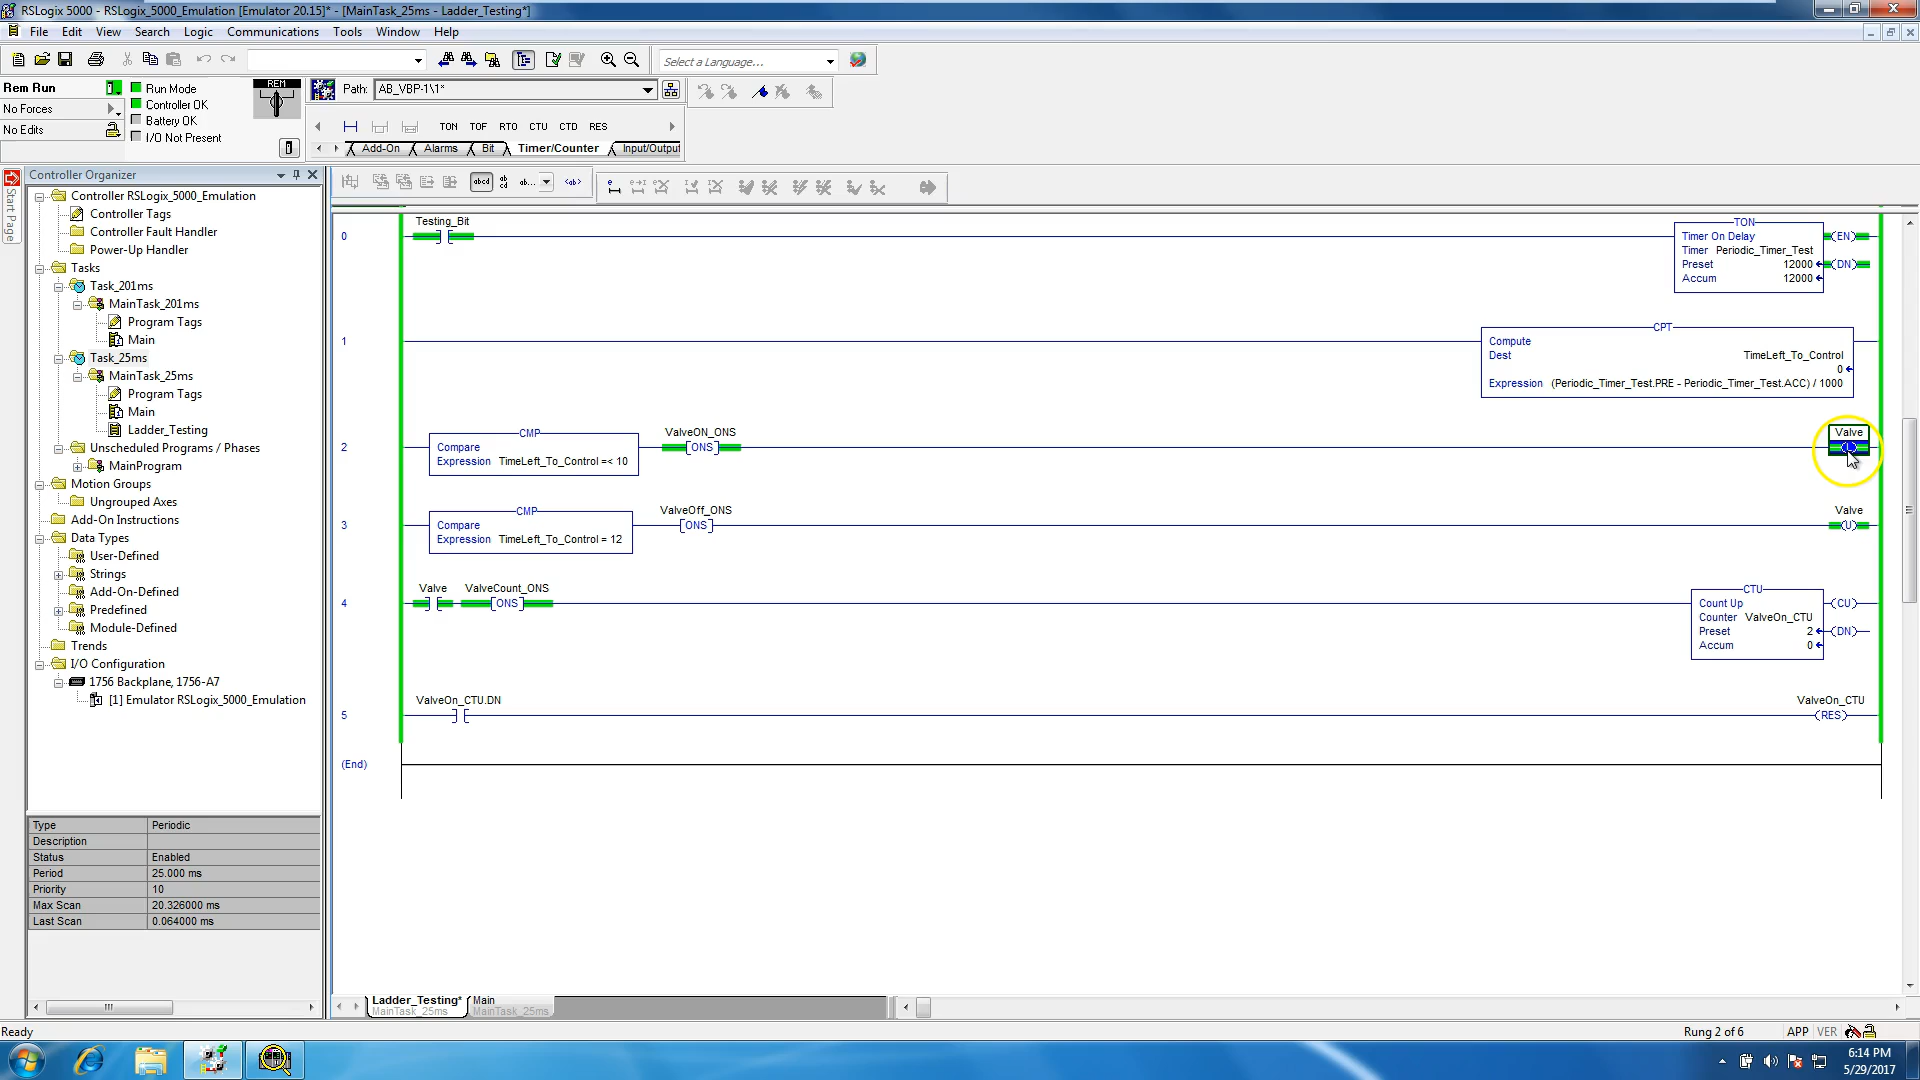 RSLogix 5000 - RSLogix_5000_Emulation [Emulator 20.15]* - [MainTask_25ms - Ladder_Testing*]
File Edit View Search Logic Communications Tools Window Help
Select a Language...
Rem Run
No Forces
No Edits
Run Mode
Controller OK
Battery OK
I/O Not Present
REM
Path: AB_VBP-1\1*
TON TOF RTO CTU CTD RES
Add-On Alarms Bit Timer/Counter Input/Output
Start Page
Controller Organizer
Controller RSLogix_5000_Emulation
Controller Tags
Controller Fault Handler
Power-Up Handler
Tasks
Task_201ms
MainTask_201ms
Program Tags
Main
Task_25ms
MainTask_25ms
Program Tags
Main
Ladder_Testing
Unscheduled Programs / Phases
MainProgram
Motion Groups
Ungrouped Axes
Add-On Instructions
Data Types
User-Defined
Strings
Add-On-Defined
Predefined
Module-Defined
Trends
I/O Configuration
1756 Backplane, 1756-A7
[1] Emulator RSLogix_5000_Emulation
Type Periodic
Description
Status Enabled
Period 25.000 ms
Priority 10
Max Scan 20.326000 ms
Last Scan 0.064000 ms
abcd ab cd ab... <ab>
0
Testing_Bit
TON
Timer On Delay
Timer Periodic_Timer_Test
Preset 12000
Accum 12000
EN
DN
1
CPT
Compute
Dest TimeLeft_To_Control
0
Expression (Periodic_Timer_Test.PRE - Periodic_Timer_Test.ACC) / 1000
2
CMP
Compare
Expression TimeLeft_To_Control =< 10
ValveON_ONS
ONS
Valve
L
3
CMP
Compare
Expression TimeLeft_To_Control = 12
ValveOff_ONS
ONS
Valve
U
4
Valve ValveCount_ONS
ONS
CTU
Count Up
Counter ValveOn_CTU
Preset 2
Accum 0
CU
DN
5
ValveOn_CTU.DN
ValveOn_CTU
RES
(End)
Ladder_Testing*
MainTask_25ms
Main
MainTask_25ms
Ready
Rung 2 of 6 APP VER
6:14 PM
5/29/2017